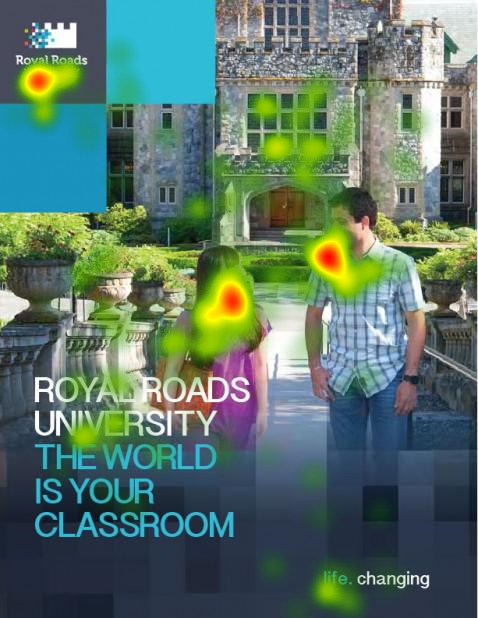 Royal Roads
ROYAL ROADS
UNIVERSITY
THE WORLD
IS YOUR
CLASSROOM
life. changing